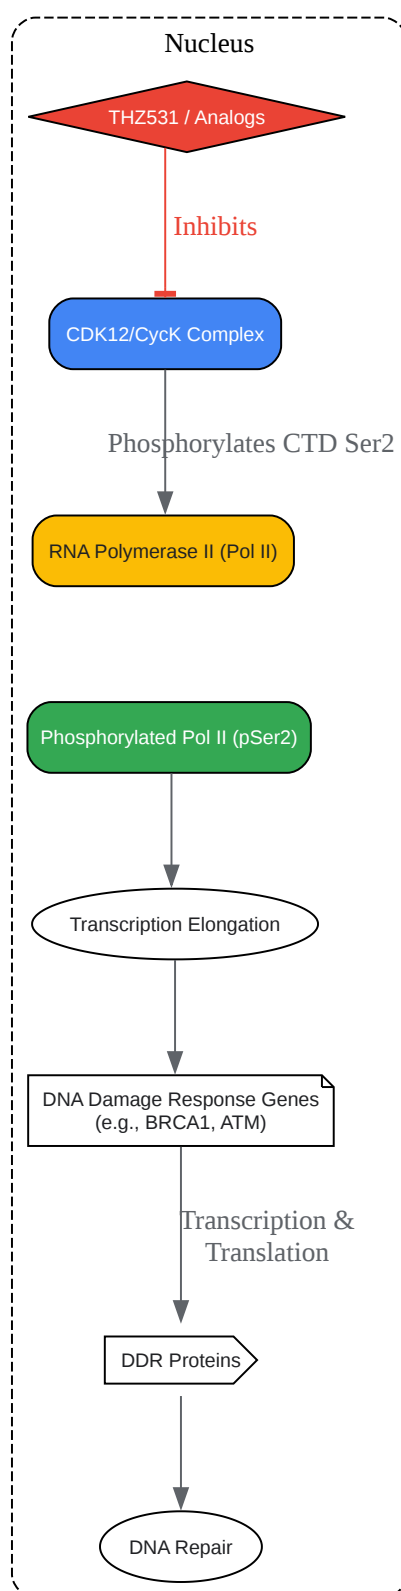 Nucleus
THZ531 / Analogs
Inhibits
CDK12/CycK Complex
Phosphorylates CTD Ser2
RNA Polymerase II (Pol II)
Phosphorylated Pol II (pSer2)
Transcription Elongation
DNA Damage Response Genes
(e.g., BRCA1, ATM)
Transcription &
Translation
DDR Proteins
DNA Repair